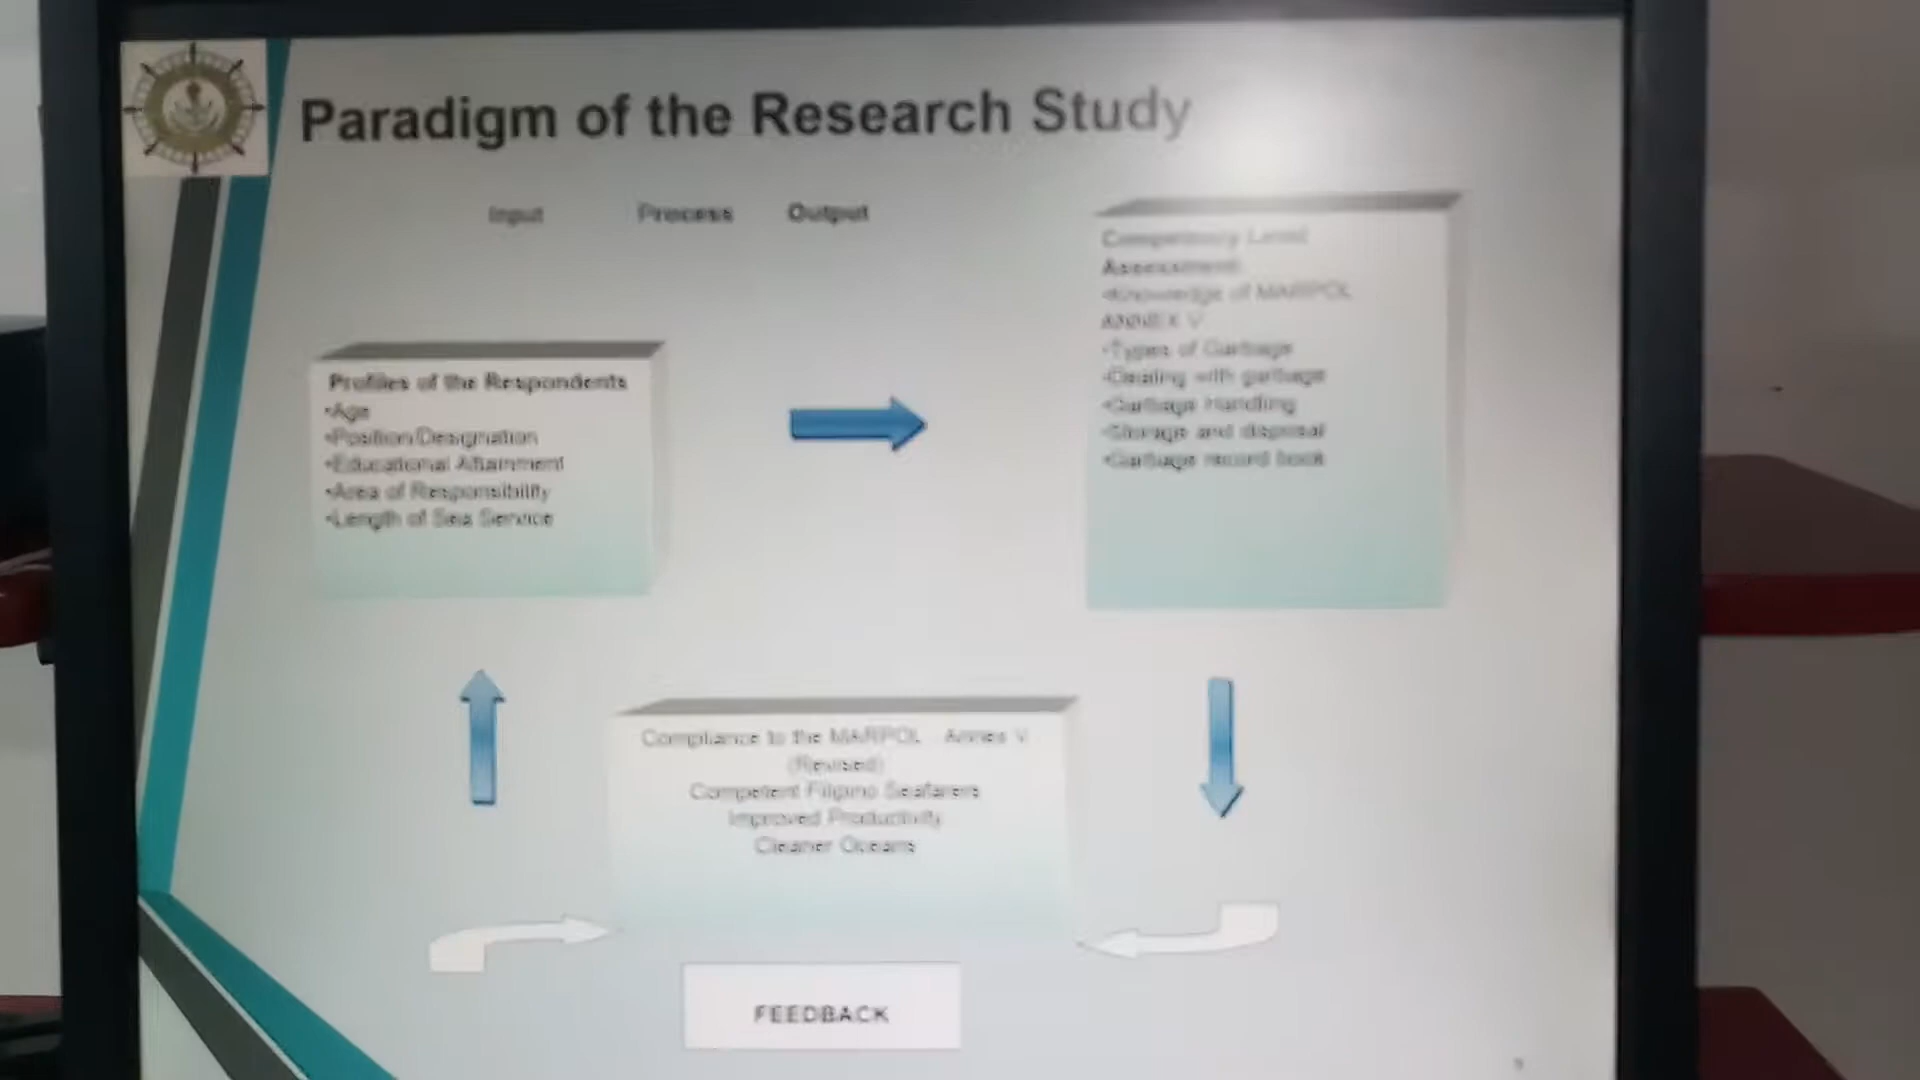 Paradigm of the Research Study
Input Process Output
Profiles of the Respondents
•Age
•Position/Designation
•Educational Attainment
•Area of Responsibility
•Length of Sea Service
Competency Level
Assessment
•Knowledge of MARPOL
ANNEX V
•Types of Garbage
•Dealing with garbage
•Garbage Handling
•Storage and disposal
•Garbage record book
Compliance to the MARPOL Annex V
(Revised)
Competent Filipino Seafarers
Improved Productivity
Cleaner Oceans
FEEDBACK